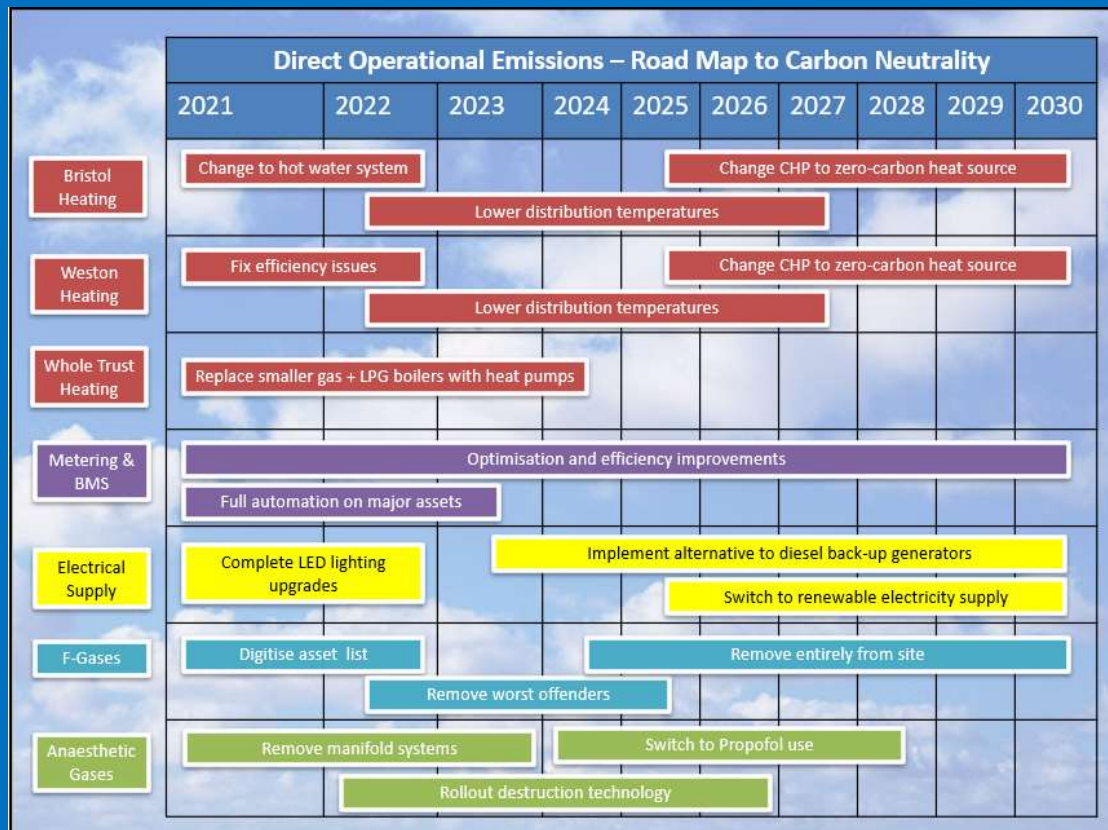 Direct Operational Emissions – Road Map to Carbon Neutrality
2021 2022 2023 2024 2025 2026 2027 2028 2029 2030
Bristol
Heating
Change to hot water system
Change CHP to zero-carbon heat source
Lower distribution temperatures
Weston
Heating
Fix efficiency issues
Change CHP to zero-carbon heat source
Lower distribution temperatures
Whole Trust
Heating
Replace smaller gas + LPG boilers with heat pumps
Metering &
BMS
Optimisation and efficiency improvements
Full automation on major assets
Electrical
Supply
Complete LED lighting
upgrades
Implement alternative to diesel back-up generators
Switch to renewable electricity supply
F-Gases
Digitise asset list
Remove entirely from site
Remove worst offenders
Anaesthetic
Gases
Remove manifold systems
Switch to Propofol use
Rollout destruction technology